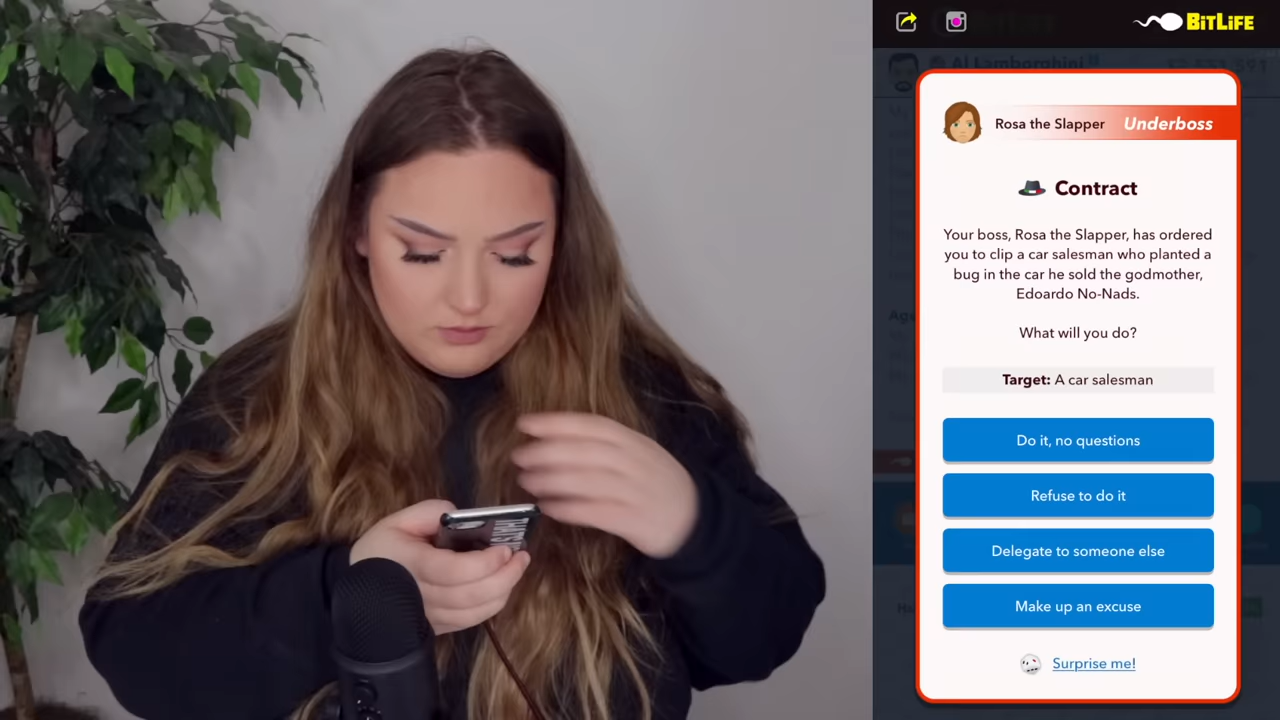 BitLife
Al Lamborghini
Rosa the Slapper Underboss
Contract
Your boss, Rosa the Slapper, has ordered
you to clip a car salesman who planted a
bug in the car he sold the godmother,
Edoardo No-Nads.
What will you do?
Target: A car salesman
Do it, no questions
Refuse to do it
Delegate to someone else
Make up an excuse
Surprise me!